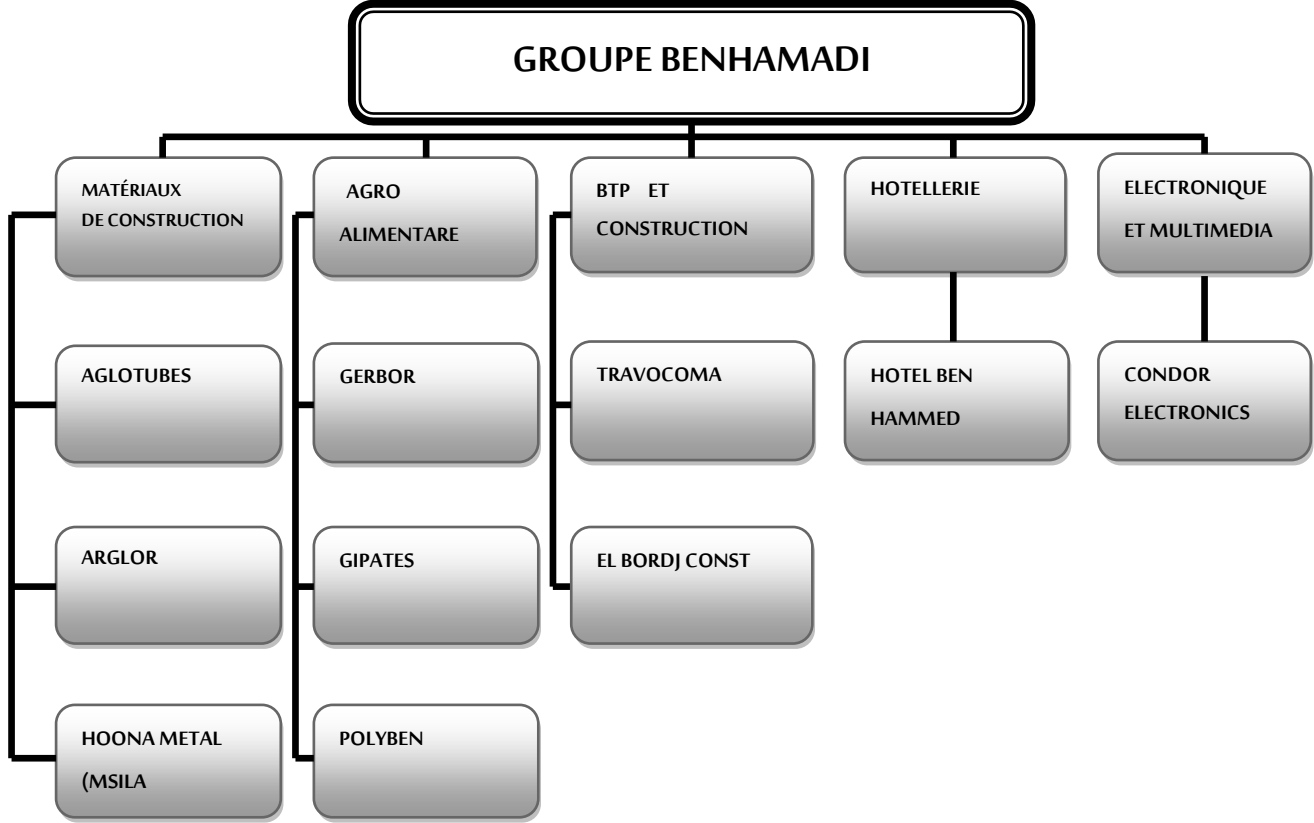 GROUPE BENHAMADI
MATÉRIAUX
DE CONSTRUCTION
AGRO
ALIMENTARE
BTP ET
CONSTRUCTION
HOTELLERIE
ELECTRONIQUE
ET MULTIMEDIA
AGLOTUBES
GERBOR
TRAVOCOMA
HOTEL BEN
HAMMED
CONDOR
ELECTRONICS
ARGLOR
GIPATES
EL BORDJ CONST
HOONA METAL
(MSILA
POLYBEN